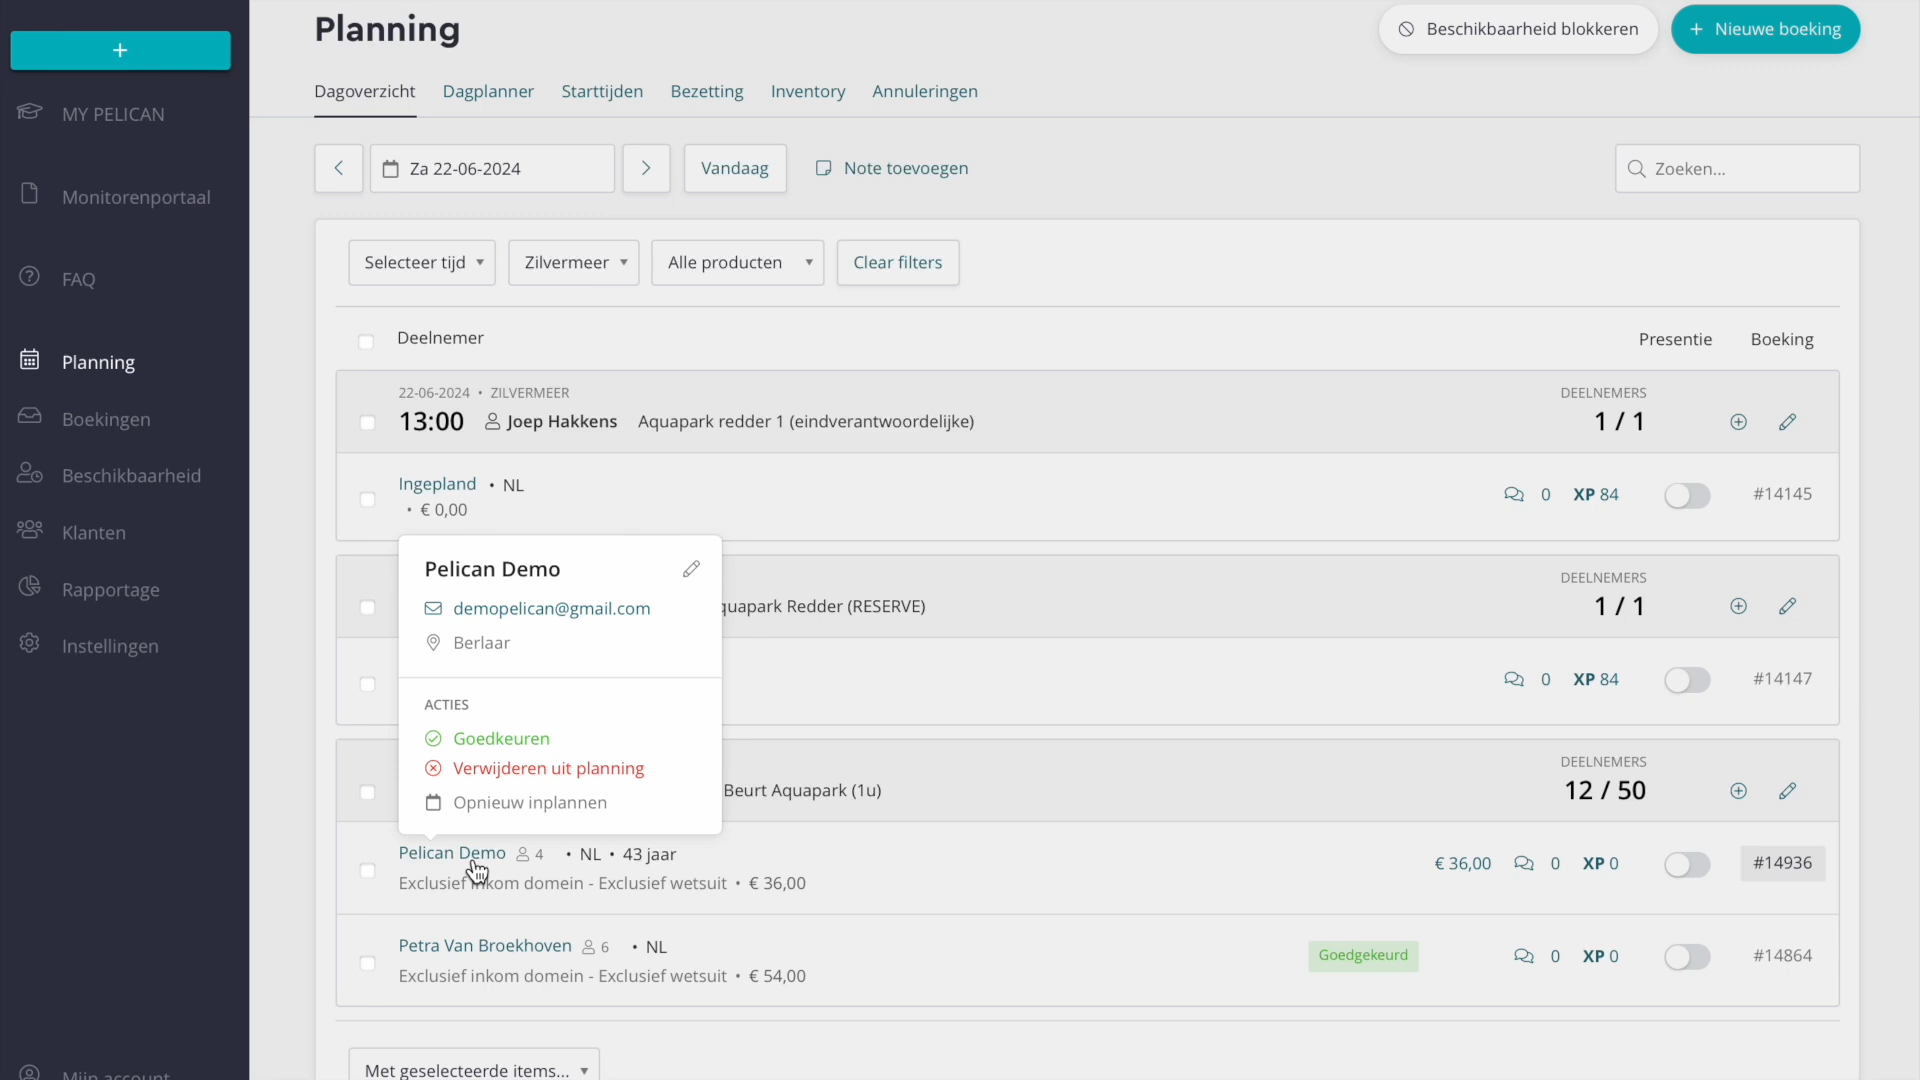 +
MY PELICAN
Monitorenportaal
FAQ
Planning
Boekingen
Beschikbaarheid
Klanten
Rapportage
Instellingen
Mijn account
Planning
Beschikbaarheid blokkeren
+ Nieuwe boeking
Dagoverzicht Dagplanner Starttijden Bezetting Inventory Annuleringen
Za 22-06-2024
Vandaag
Note toevoegen
Zoeken...
Selecteer tijd
Zilvermeer
Alle producten
Clear filters
Deelnemer Presentie Boeking
22-06-2024 • ZILVERMEER DEELNEMERS
13:00 Joep Hakkens Aquapark redder 1 (eindverantwoordelijke) 1 / 1
Ingepland • NL
• € 0,00
0 XP 84 #14145
DEELNEMERS
quapark Redder (RESERVE) 1 / 1
0 XP 84 #14147
DEELNEMERS
Beurt Aquapark (1u) 12 / 50
Pelican Demo
demopelican@gmail.com
Berlaar
ACTIES
Goedkeuren
Verwijderen uit planning
Opnieuw inplannen
Pelican Demo 4 • NL • 43 jaar
Exclusief inkom domein - Exclusief wetsuit • € 36,00
€ 36,00 0 XP 0 #14936
Petra Van Broekhoven 6 • NL
Exclusief inkom domein - Exclusief wetsuit • € 54,00
Goedgekeurd 0 XP 0 #14864
Met geselecteerde items...